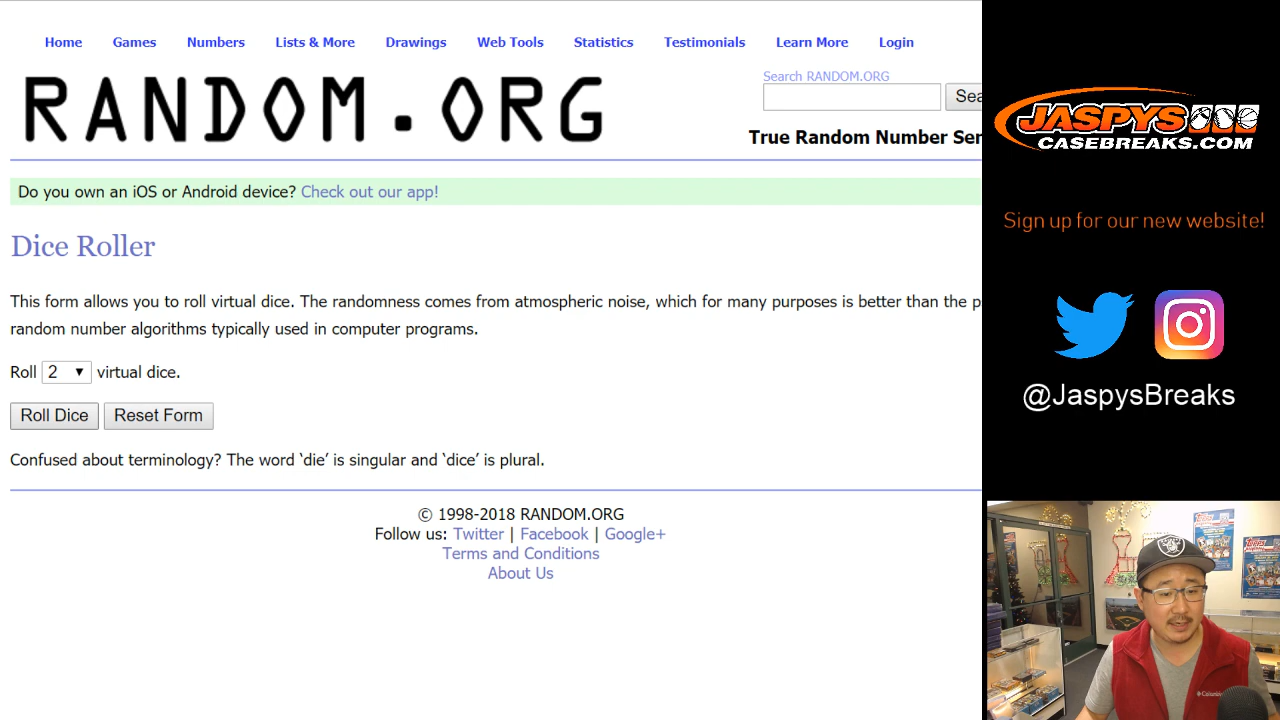 Home Games Numbers Lists & More Drawings Web Tools Statistics Testimonials Learn More Login
RANDOM.ORG
Search RANDOM.ORG
Sea
True Random Number Ser
Do you own an iOS or Android device? Check out our app!
Dice Roller
This form allows you to roll virtual dice. The randomness comes from atmospheric noise, which for many purposes is better than the p
random number algorithms typically used in computer programs.
Roll 2 virtual dice.
Roll Dice Reset Form
Confused about terminology? The word ‘die’ is singular and ‘dice’ is plural.
© 1998-2018 RANDOM.ORG
Follow us: Twitter | Facebook | Google+
Terms and Conditions
About Us
JASPYS
CASEBREAKS.COM
Sign up for our new website!
@JaspysBreaks
Topps
Topps
Columbia